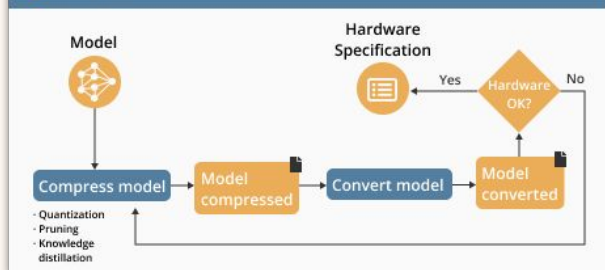 Model
Hardware
Specification
Yes
Hardware
OK?
No
Compress model
Model
compressed
Convert model
Model
converted
· Quantization
· Pruning
· Knowledge
distillation